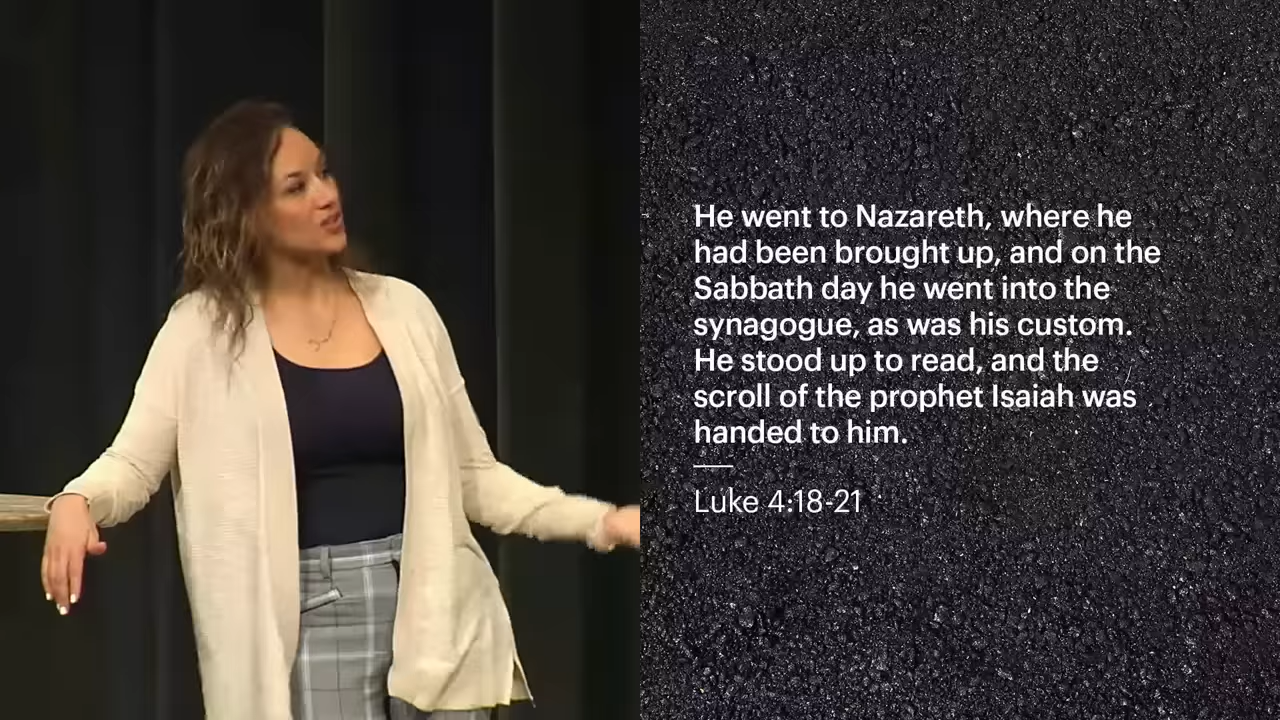 He went to Nazareth, where he
had been brought up, and on the
Sabbath day he went into the
synagogue, as was his custom.
He stood up to read, and the
scroll of the prophet Isaiah was
handed to him.
Luke 4:18-21